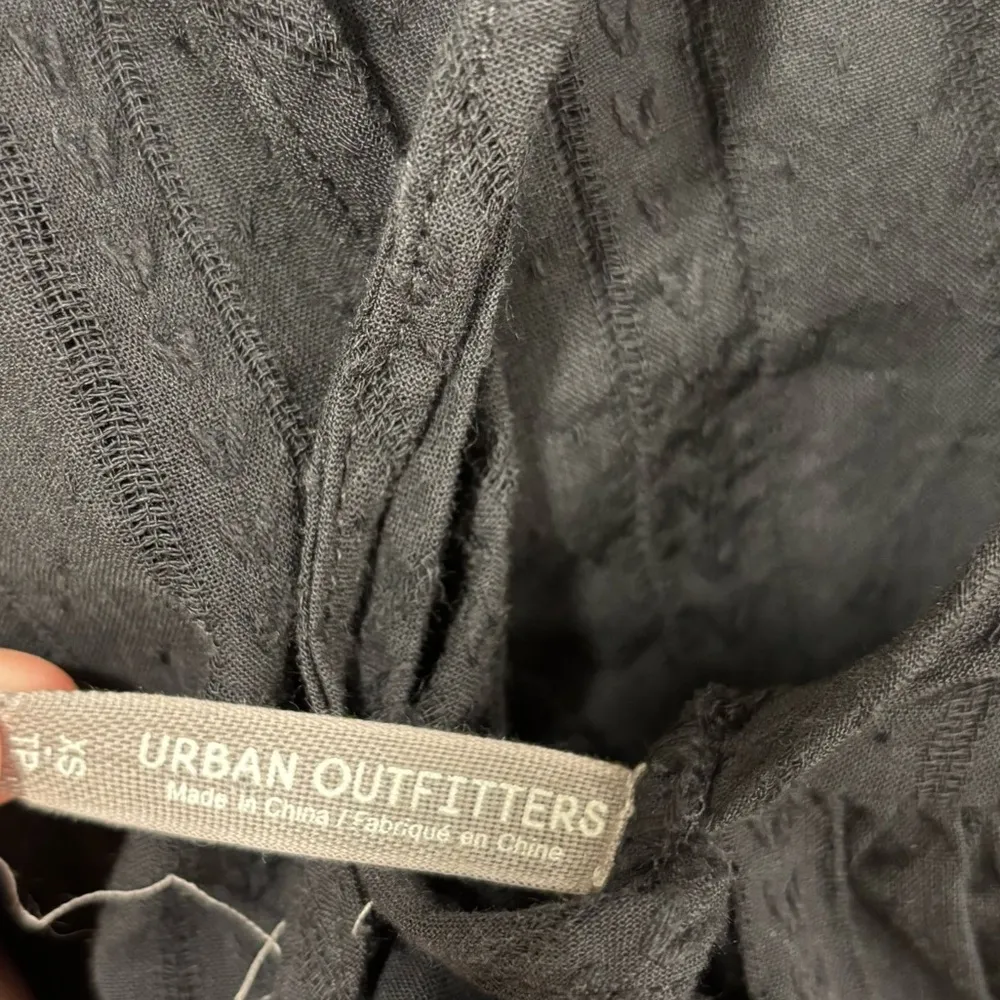 URBAN OUTFITTERS
Made in China / Fabriqué en Chine
XS
TP